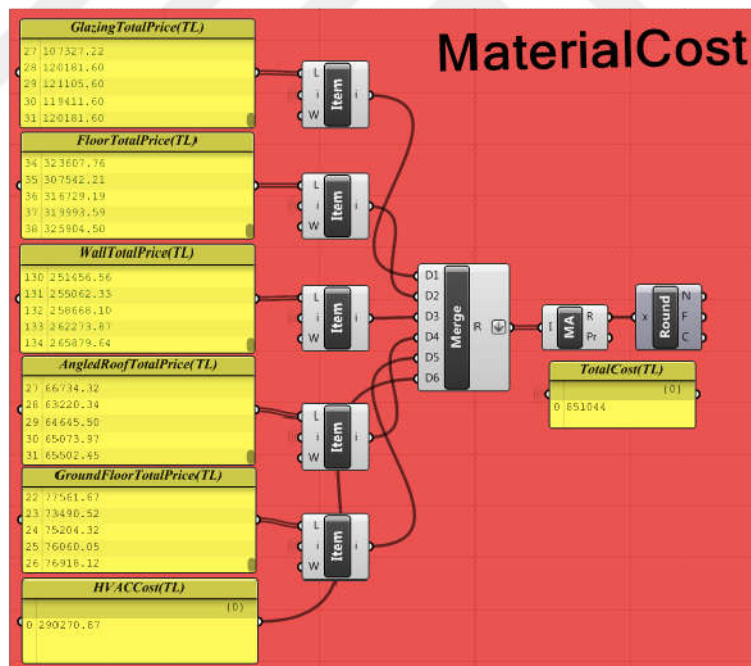 MaterialCost
GlazingTotalPrice(TL)
27 107327.22
28 120181.60
29 121105.60
30 119411.60
31 120181.60
L
i
W
Item
i
FloorTotalPrice(TL)
34 323607.76
35 307542.21
36 316729.19
37 319993.59
38 325904.50
L
i
W
Item
i
WallTotalPrice(TL)
130 251456.56
131 255062.33
132 258668.10
133 262273.87
134 265879.64
L
i
W
Item
i
AngledRoofTotalPrice(TL)
27 66734.32
28 63220.34
29 64645.50
30 65073.97
31 65502.45
L
i
W
Item
i
GroundFloorTotalPrice(TL)
22 77561.67
23 73490.52
24 75204.32
25 76060.05
26 76918.12
L
i
W
Item
i
HVACCost(TL)
{0}
0 290270.87
D1
D2
D3
D4
D5
D6
Merge
R
I
MA
R
Pr
x
Round
N
F
C
TotalCost(TL)
{0}
0 851044